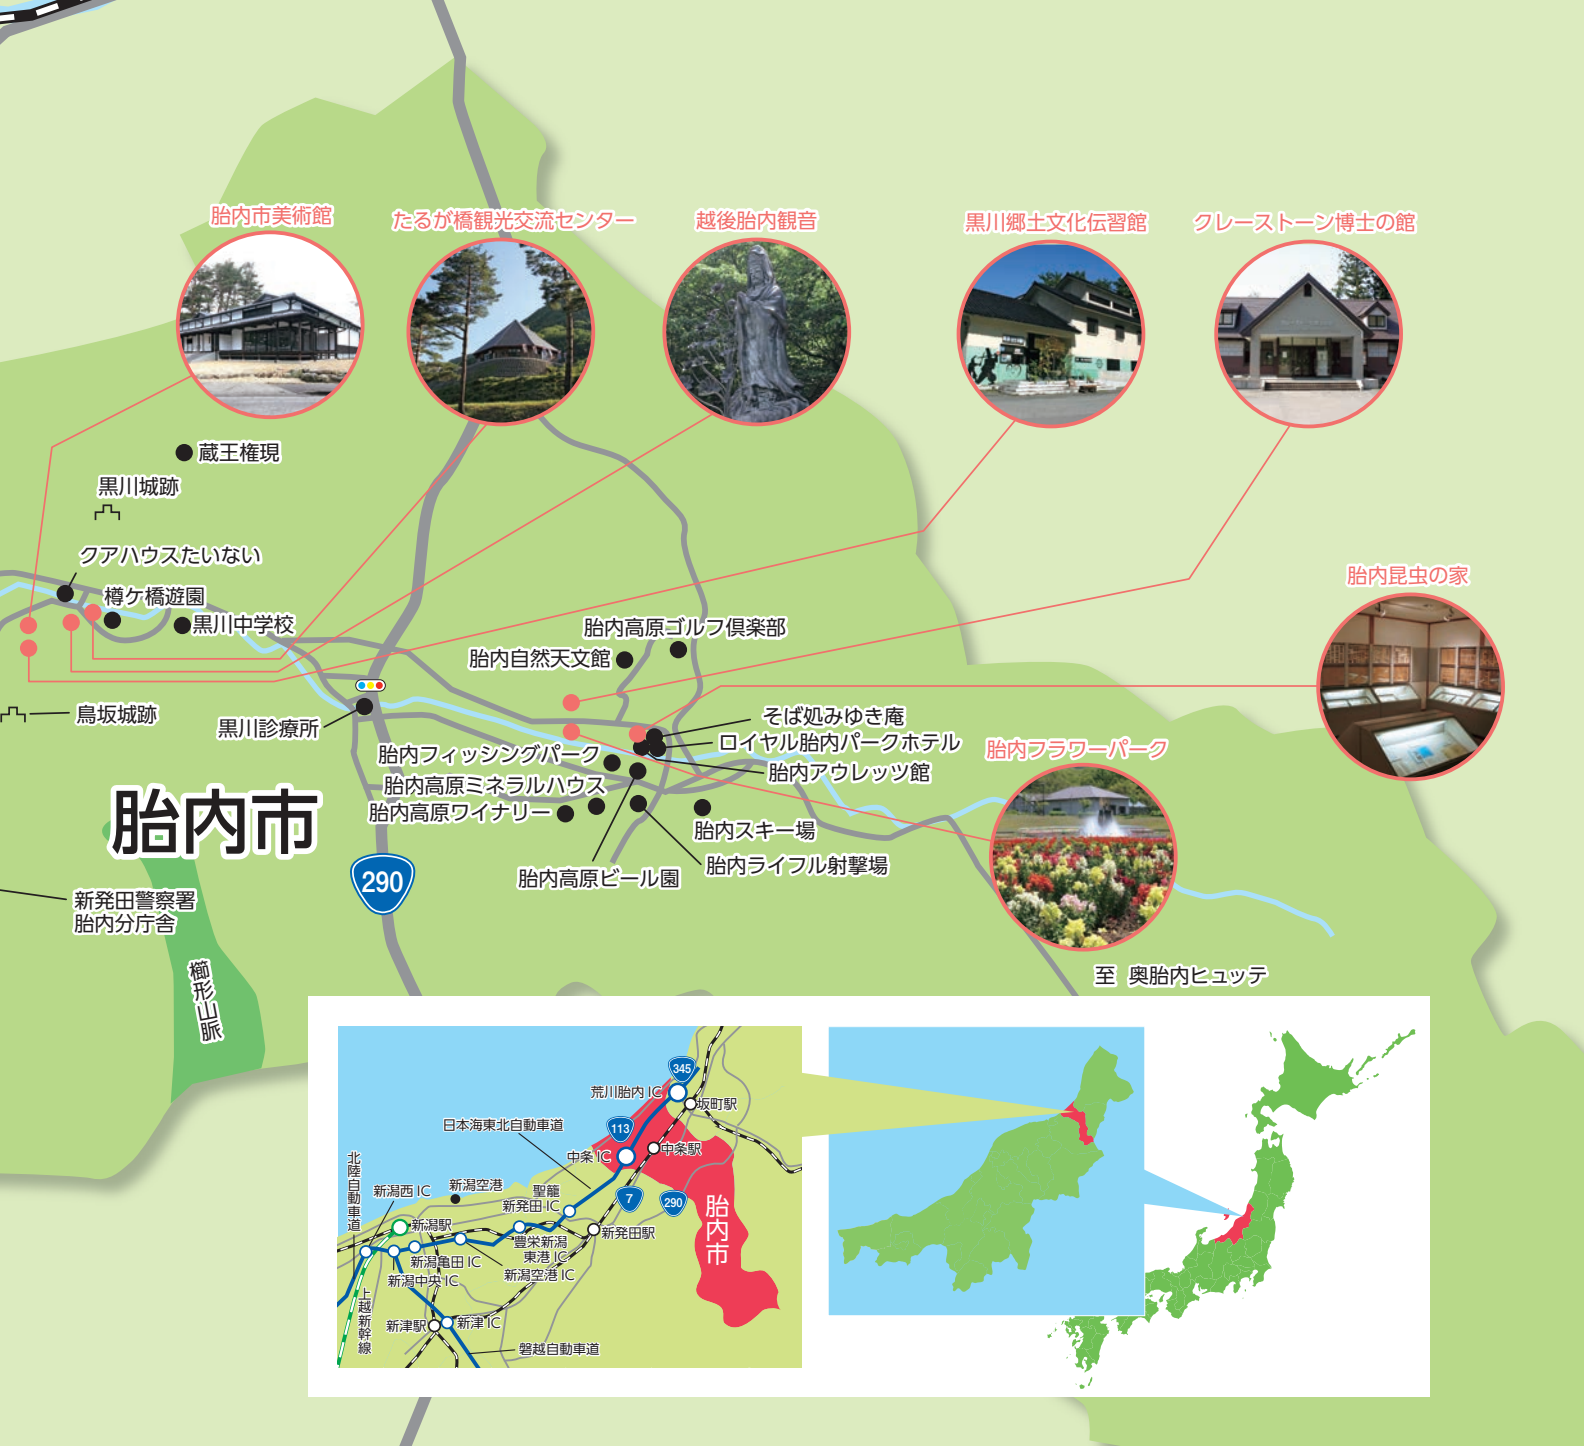 胎内市美術館
たるが橋観光交流センター
越後胎内観音
黒川郷土文化伝習館
クレーストーン博士の館
蔵王権現
黒川城跡
クアハウスたいない
樽ケ橋遊園
黒川中学校
胎内昆虫の家
胎内高原ゴルフ倶楽部
胎内自然天文館
鳥坂城跡
黒川診療所
そば処みゆき庵
ロイヤル胎内パークホテル
胎内アウレッツ館
胎内フラワーパーク
胎内フィッシングパーク
胎内高原ミネラルハウス
胎内高原ワイナリー
胎内スキー場
胎内ライフル射撃場
胎内高原ビール園
胎内市
290
新発田警察署
胎内分庁舎
櫛形山脈
至 奥胎内ヒュッテ
345
荒川胎内 IC
坂町駅
113
日本海東北自動車道
中条駅
中条 IC
北陸自動車道
新潟西 IC
新潟空港
聖籠
新発田 IC
7
290
胎内市
新潟駅
新発田駅
豊栄新潟
東港 IC
新潟亀田 IC
新潟空港 IC
新潟中央 IC
上越新幹線
新津駅
新津 IC
磐越自動車道